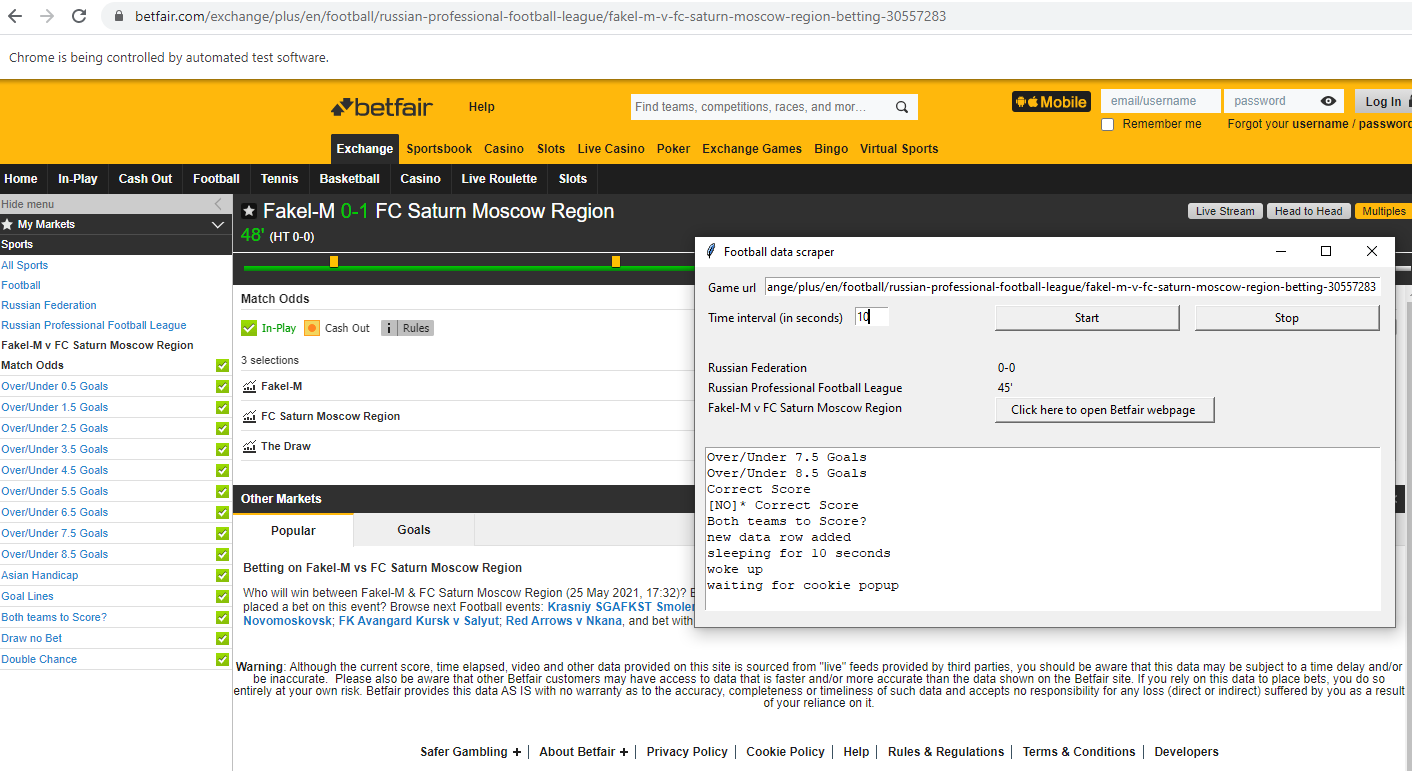 betfair.com/exchange/plus/en/football/russian-professional-football-league/fakel-m-v-fc-saturn-moscow-region-betting-30557283
Chrome is being controlled by automated test software.
betfair
Help
Find teams, competitions, races, and mor…
Mobile
email/username
password
Log In
Remember me
Forgot your username / password
Exchange Sportsbook Casino Slots Live Casino Poker Exchange Games Bingo Virtual Sports
Home In-Play Cash Out Football Tennis Basketball Casino Live Roulette Slots
Hide menu
My Markets
Sports
All Sports
Football
Russian Federation
Russian Professional Football League
Fakel-M v FC Saturn Moscow Region
Match Odds
Over/Under 0.5 Goals
Over/Under 1.5 Goals
Over/Under 2.5 Goals
Over/Under 3.5 Goals
Over/Under 4.5 Goals
Over/Under 5.5 Goals
Over/Under 6.5 Goals
Over/Under 7.5 Goals
Over/Under 8.5 Goals
Asian Handicap
Goal Lines
Both teams to Score?
Draw no Bet
Double Chance
Fakel-M 0-1 FC Saturn Moscow Region
Live Stream Head to Head Multiples
48' (HT 0-0)
Match Odds
In-Play Cash Out i Rules
3 selections
Fakel-M
FC Saturn Moscow Region
The Draw
Other Markets
Popular Goals
Betting on Fakel-M vs FC Saturn Moscow Region
Who will win between Fakel-M & FC Saturn Moscow Region (25 May 2021, 17:32)?
placed a bet on this event? Browse next Football events: Krasniy SGAFKST Smoler
Novomoskovsk; FK Avangard Kursk v Salyut; Red Arrows v Nkana, and bet with
Football data scraper
Game url ange/plus/en/football/russian-professional-football-league/fakel-m-v-fc-saturn-moscow-region-betting-30557283
Time interval (in seconds) 10 Start Stop
Russian Federation 0-0
Russian Professional Football League 45'
Fakel-M v FC Saturn Moscow Region Click here to open Betfair webpage
Over/Under 7.5 Goals
Over/Under 8.5 Goals
Correct Score
[NO]* Correct Score
Both teams to Score?
new data row added
sleeping for 10 seconds
woke up
waiting for cookie popup
Warning: Although the current score, time elapsed, video and other data provided on this site is sourced from "live" feeds provided by third parties, you should be aware that this data may be subject to a time delay and/or
be inaccurate. Please also be aware that other Betfair customers may have access to data that is faster and/or more accurate than the data shown on the Betfair site. If you rely on this data to place bets, you do so
entirely at your own risk. Betfair provides this data AS IS with no warranty as to the accuracy, completeness or timeliness of such data and accepts no responsibility for any loss (direct or indirect) suffered by you as a result
of your reliance on it.
Safer Gambling + About Betfair + Privacy Policy Cookie Policy Help Rules & Regulations Terms & Conditions Developers